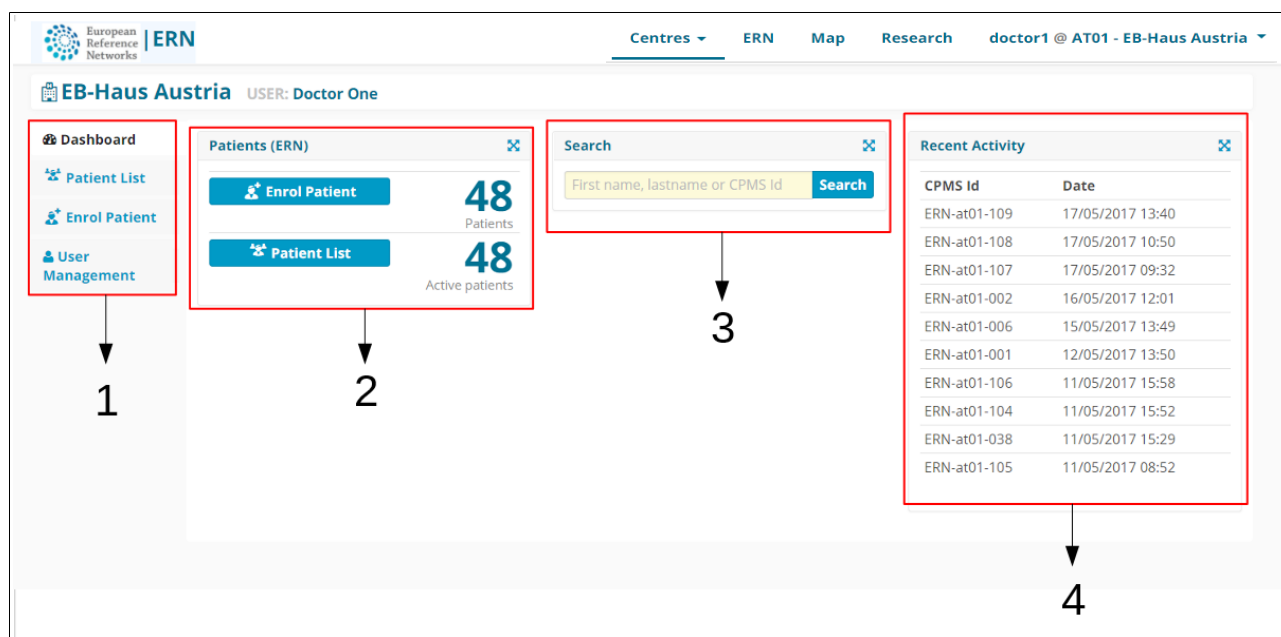 European
Reference
Networks
|ERN
Centres
ERN
Map
Research
doctor1 @ AT01 - EB-Haus Austria
EB-Haus Austria USER: Doctor One
Dashboard
Patient List
Enrol Patient
User
Management
1
Patients (ERN)
Enrol Patient
48
Patients
Patient List
48
Active patients
2
Search
First name, lastname or CPMS Id Search
3
Recent Activity
CPMS Id Date
ERN-at01-109 17/05/2017 13:40
ERN-at01-108 17/05/2017 10:50
ERN-at01-107 17/05/2017 09:32
ERN-at01-002 16/05/2017 12:01
ERN-at01-006 15/05/2017 13:49
ERN-at01-001 12/05/2017 13:50
ERN-at01-106 11/05/2017 15:58
ERN-at01-104 11/05/2017 15:52
ERN-at01-038 11/05/2017 15:29
ERN-at01-105 11/05/2017 08:52
4